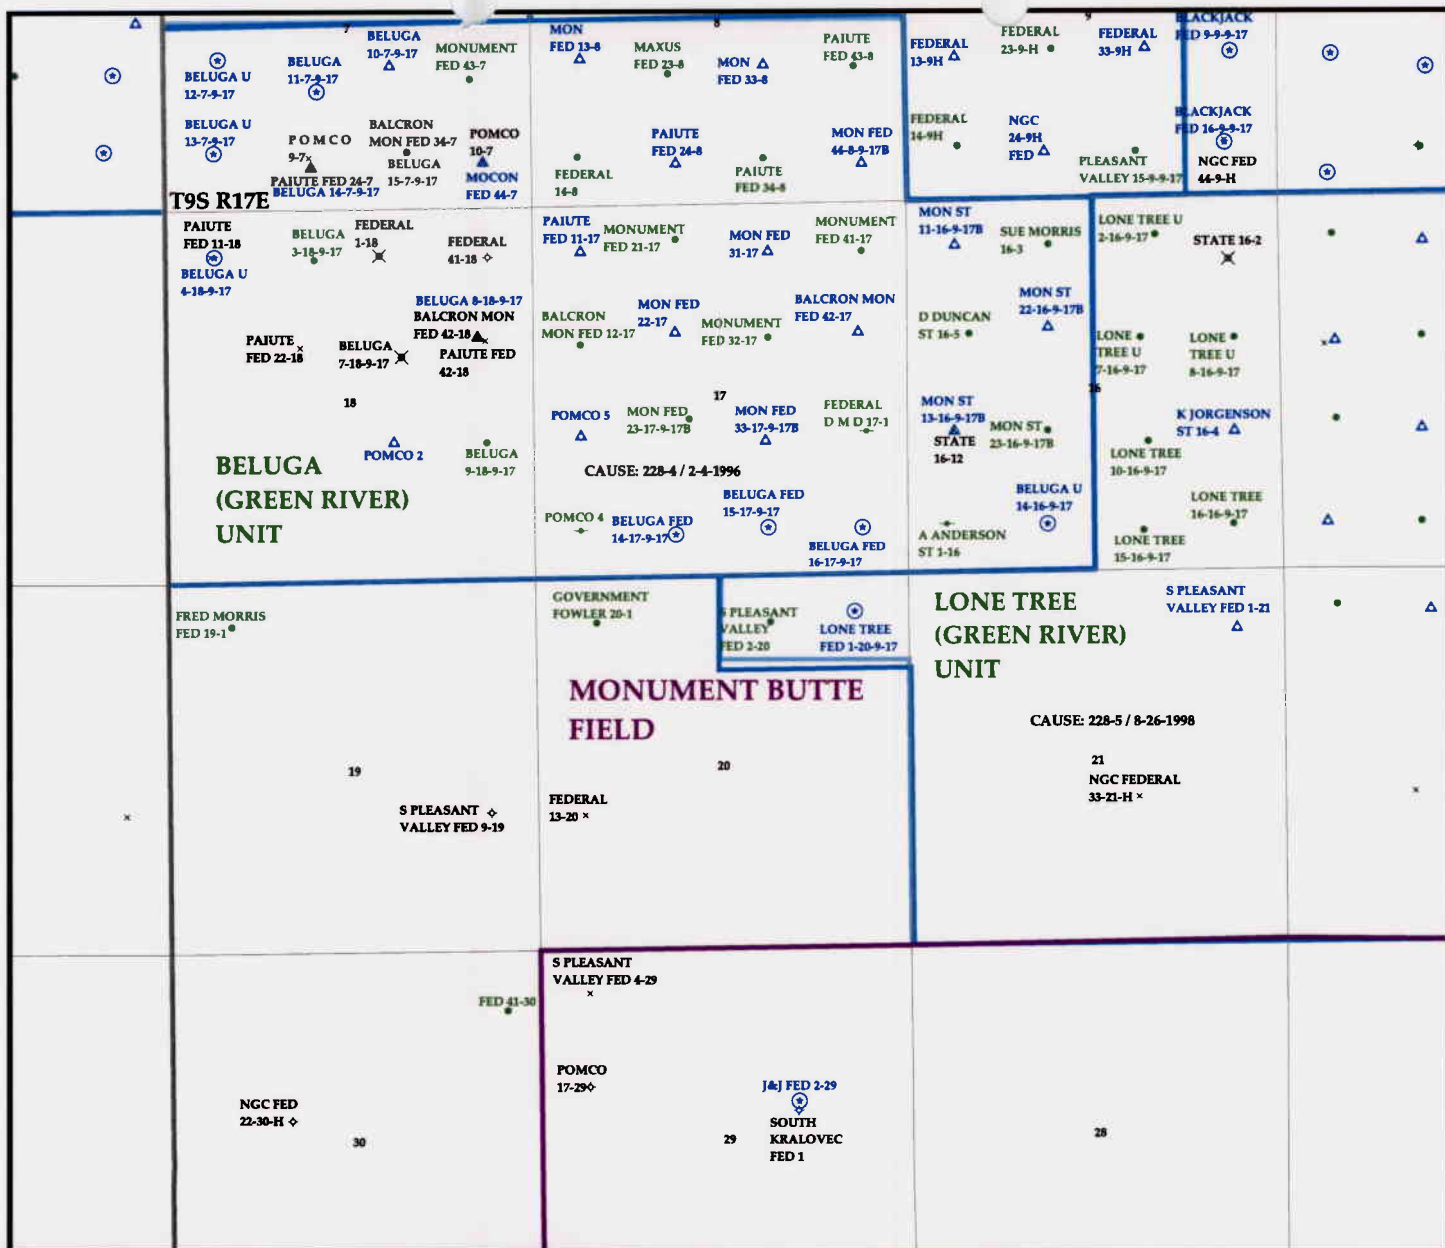 7
8
9
BELUGA U
12-7-9-17
BELUGA
11-7-9-17
BELUGA
10-7-9-17
MONUMENT
FED 43-7
MON
FED 13-8
MAXUS
FED 23-8
MON
FED 33-8
PAIUTE
FED 43-8
FEDERAL
13-9H
FEDERAL
23-9-H
FEDERAL
33-9H
BLACKJACK
FED 9-9-9-17
BELUGA U
13-7-9-17
POMCO
9-7
PAIUTE FED 24-7
BELUGA 14-7-9-17
BALCRON
MON FED 34-7
BELUGA
15-7-9-17
POMCO
10-7
MOCON
FED 44-7
FEDERAL
14-8
PAIUTE
FED 24-8
PAIUTE
FED 34-8
MON FED
44-8-9-17B
FEDERAL
14-9H
NGC
24-9H
FED
PLEASANT
VALLEY 15-9-9-17
BLACKJACK
FED 16-9-9-17
NGC FED
44-9-H
T9S R17E
PAIUTE
FED 11-18
BELUGA U
4-18-9-17
BELUGA
3-18-9-17
FEDERAL
1-18
FEDERAL
41-18
PAIUTE
FED 11-17
MONUMENT
FED 21-17
MON FED
31-17
MONUMENT
FED 41-17
MON ST
11-16-9-17B
SUE MORRIS
16-3
LONE TREE U
2-16-9-17
STATE 16-2
PAIUTE
FED 22-18
BELUGA
7-18-9-17
BELUGA 8-18-9-17
BALCRON MON
FED 42-18
PAIUTE FED
42-18
BALCRON
MON FED 12-17
MON FED
22-17
MONUMENT
FED 32-17
BALCRON MON
FED 42-17
D DUNCAN
ST 16-5
MON ST
22-16-9-17B
LONE
TREE U
7-16-9-17
LONE
TREE U
8-16-9-17
18
17
16
POMCO 2
BELUGA
9-18-9-17
POMCO 5
MON FED
23-17-9-17B
MON FED
33-17-9-17B
FEDERAL
D M D 17-1
MON ST
13-16-9-17B
STATE
16-12
MON ST
23-16-9-17B
K JORGENSON
ST 16-4
LONE TREE
10-16-9-17
BELUGA
(GREEN RIVER)
UNIT
CAUSE: 228-4 / 2-4-1996
POMCO 4
BELUGA FED
14-17-9-17
BELUGA FED
15-17-9-17
BELUGA FED
16-17-9-17
A ANDERSON
ST 1-16
BELUGA U
14-16-9-17
LONE TREE
16-16-9-17
LONE TREE
15-16-9-17
FRED MORRIS
FED 19-1
GOVERNMENT
FOWLER 20-1
S PLEASANT
VALLEY
FED 2-20
LONE TREE
FED 1-20-9-17
LONE TREE
(GREEN RIVER)
UNIT
S PLEASANT
VALLEY FED 1-21
MONUMENT BUTTE
FIELD
CAUSE: 228-5 / 8-26-1998
19
20
21
NGC FEDERAL
33-21-H
S PLEASANT
VALLEY FED 9-19
FEDERAL
13-20
S PLEASANT
VALLEY FED 4-29
FED 41-30
POMCO
17-29
J&J FED 2-29
SOUTH
KRALOVEC
FED 1
NGC FED
22-30-H
30
29
28